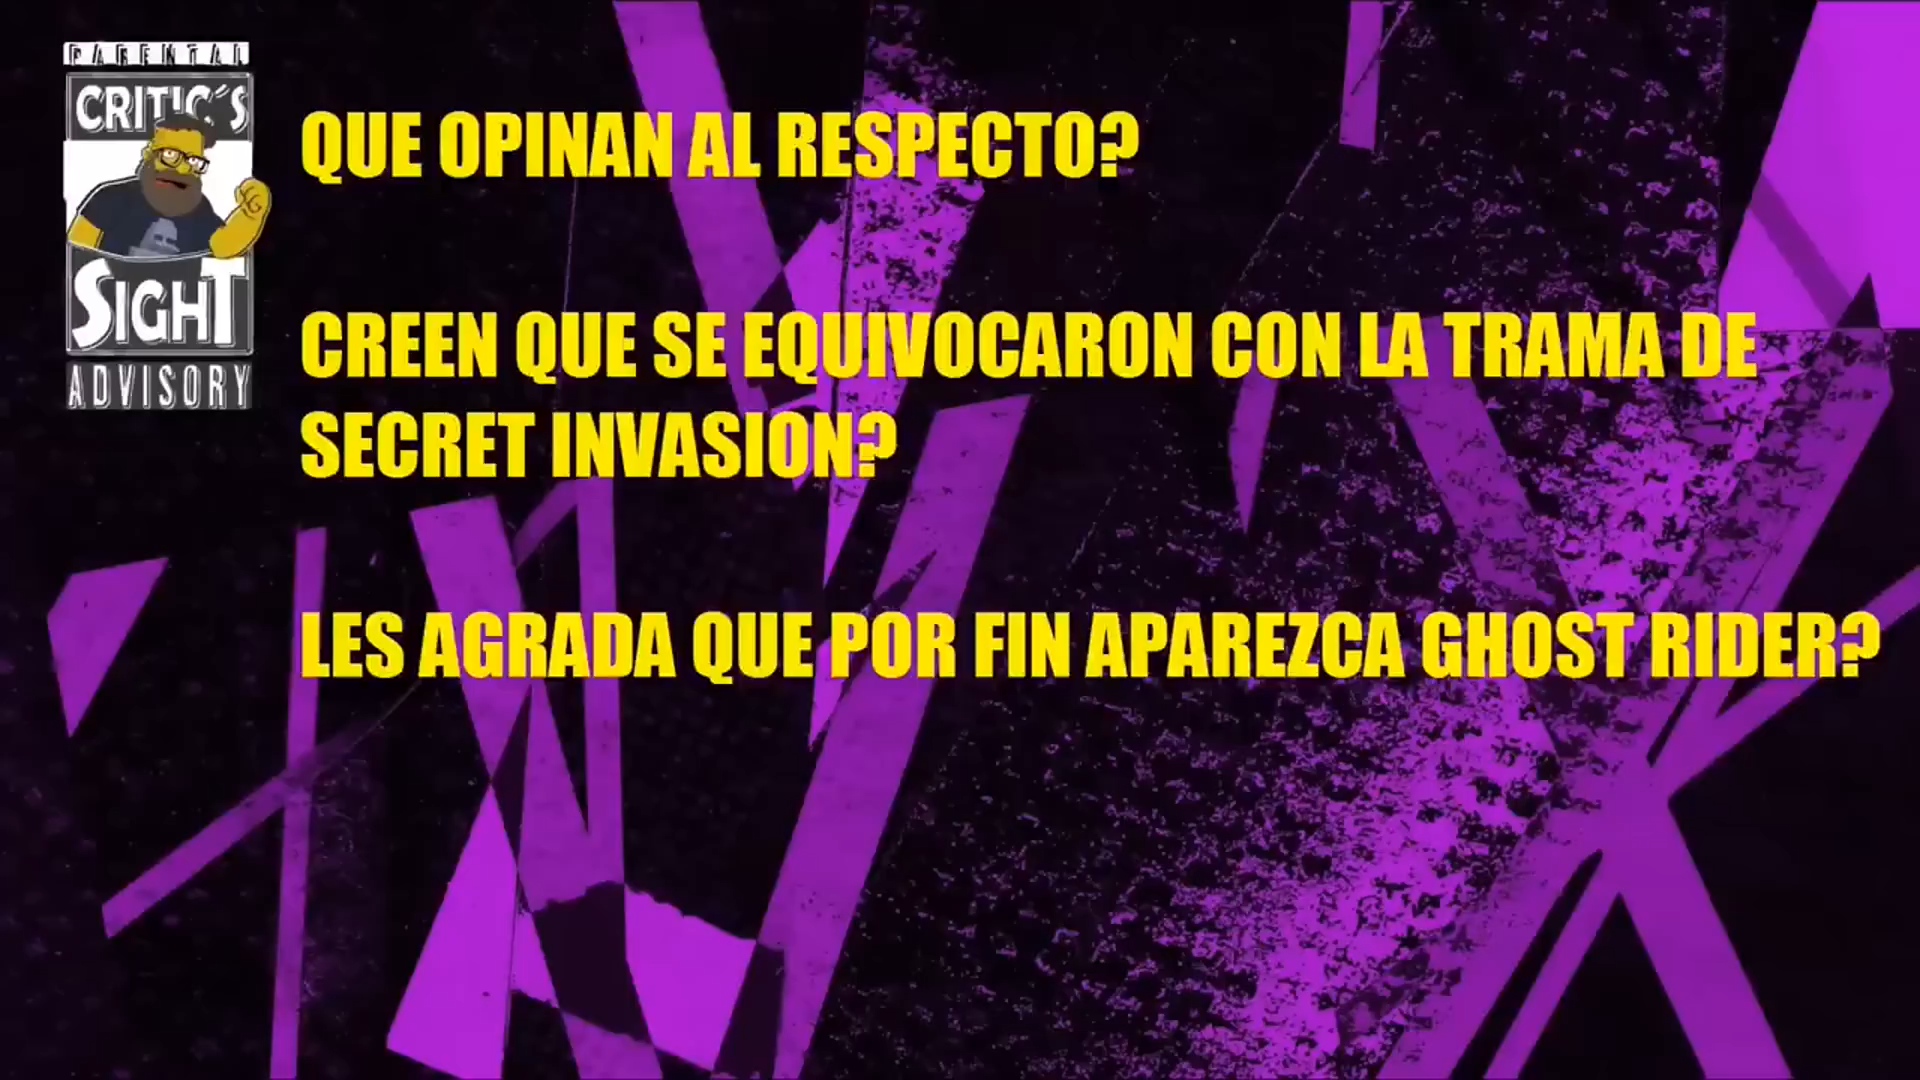 PARENTAL
CRITIC´S
SIGHT
ADVISORY
QUE OPINAN AL RESPECTO?
CREEN QUE SE EQUIVOCARON CON LA TRAMA DE
SECRET INVASION?
LES AGRADA QUE POR FIN APAREZCA GHOST RIDER?